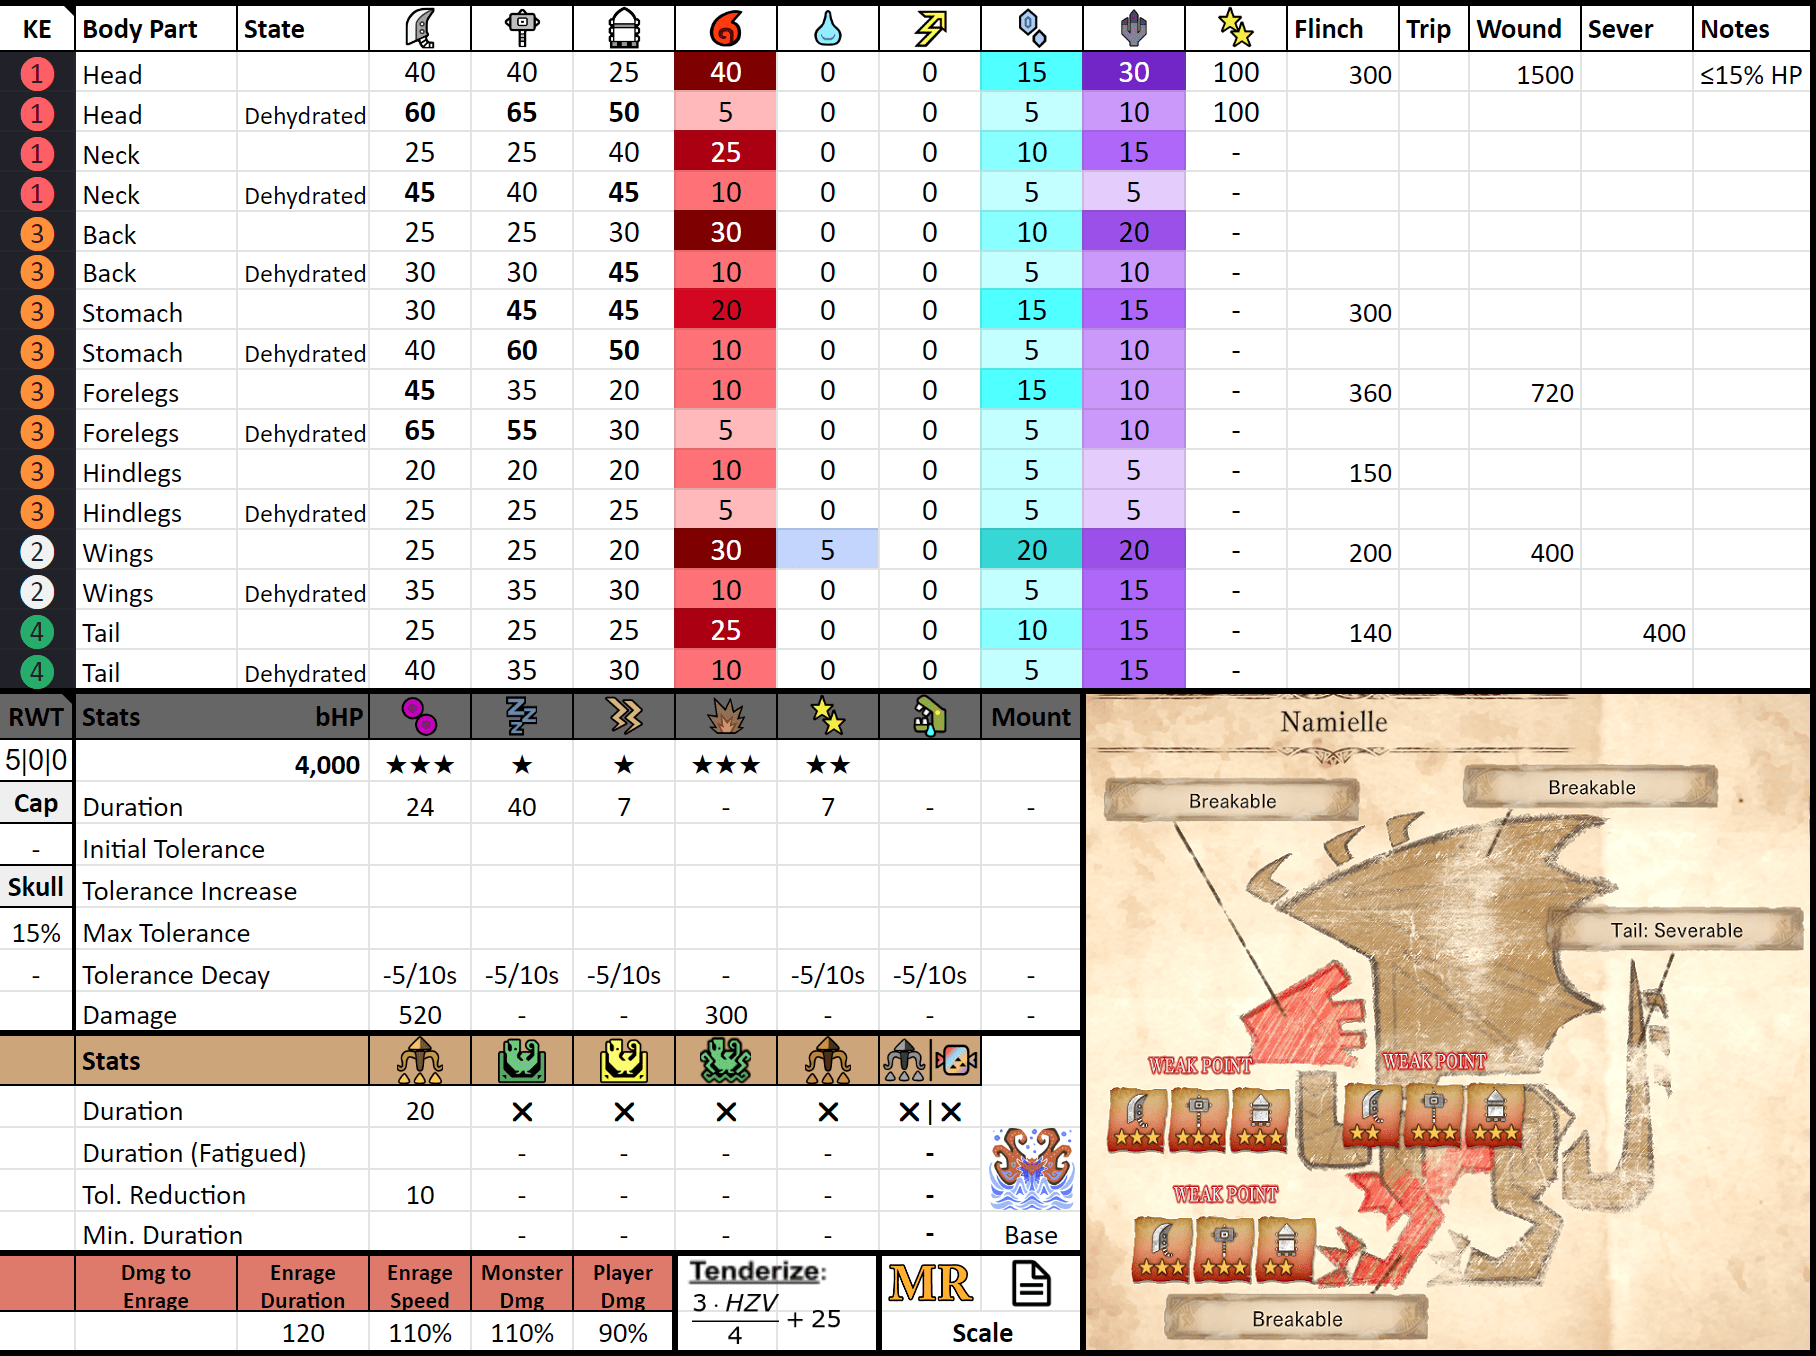 KE Body Part State Flinch Trip Wound Sever Notes
1 Head 40 40 25 40 0 0 15 30 100 300 1500 ≤15% HP
1 Head Dehydrated 60 65 50 5 0 0 5 10 100
1 Neck 25 25 40 25 0 0 10 15 -
1 Neck Dehydrated 45 40 45 10 0 0 5 5 -
3 Back 25 25 30 30 0 0 10 20 -
3 Back Dehydrated 30 30 45 10 0 0 5 10 -
3 Stomach 30 45 45 20 0 0 15 15 - 300
3 Stomach Dehydrated 40 60 50 10 0 0 5 10 -
3 Forelegs 45 35 20 10 0 0 15 10 - 360 720
3 Forelegs Dehydrated 65 55 30 5 0 0 5 10 -
3 Hindlegs 20 20 20 10 0 0 5 5 - 150
3 Hindlegs Dehydrated 25 25 25 5 0 0 5 5 -
2 Wings 25 25 20 30 5 0 20 20 - 200 400
2 Wings Dehydrated 35 35 30 10 0 0 5 15 -
4 Tail 25 25 25 25 0 0 10 15 - 140 400
4 Tail Dehydrated 40 35 30 10 0 0 5 15 -
RWT Stats bHP Mount
5|0|0 4,000 ★★★ ★ ★ ★★★ ★★
Cap Duration 24 40 7 - 7 - -
- Initial Tolerance
Skull Tolerance Increase
15% Max Tolerance
- Tolerance Decay -5/10s -5/10s -5/10s - -5/10s -5/10s -
Damage 520 - - 300 - - -
Stats
Duration 20 ✕ ✕ ✕ ✕ ✕ | ✕
Duration (Fatigued) - - - - -
Tol. Reduction 10 - - - - -
Min. Duration - - - - - Base
Dmg to Enrage
Enrage Duration
Enrage Speed
Monster Dmg
Player Dmg
120 110% 110% 90%
Tenderize:
3 · HZV / 4 + 25
MR
Scale
Namielle
Breakable
Breakable
Tail: Severable
WEAK POINT
WEAK POINT
★★★ ★★★ ★★★
★★ ★★★ ★★★
WEAK POINT
★★★ ★★★ ★★
Breakable